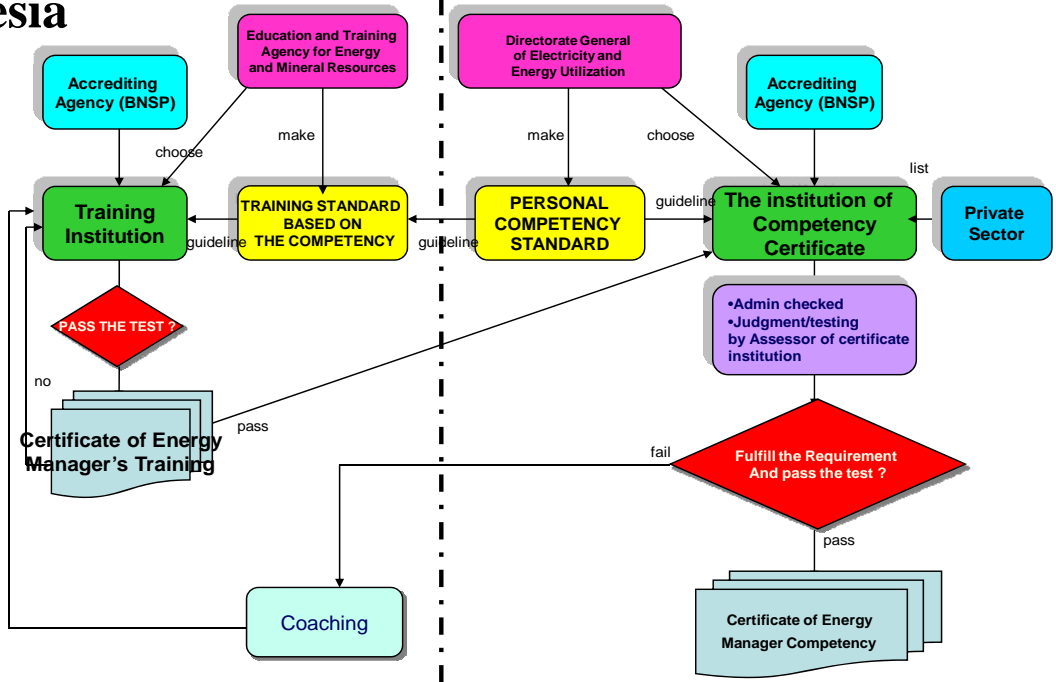 esia
Education and Training
Agency for Energy
and Mineral Resources
Directorate General
of Electricity and
Energy Utilization
Accrediting
Agency (BNSP)
Accrediting
Agency (BNSP)
make
choose
make
choose
list
Training
Institution
guideline
TRAINING STANDARD
BASED ON
THE COMPETENCY
guideline
PERSONAL
COMPETENCY
STANDARD
guideline
The institution of
Competency
Certificate
Private
Sector
PASS THE TEST ?
•Admin checked
•Judgment/testing
by Assessor of certificate
institution
no
pass
Certificate of Energy
Manager's Training
fail
Fulfill the Requirement
And pass the test ?
pass
Coaching
Certificate of Energy
Manager Competency